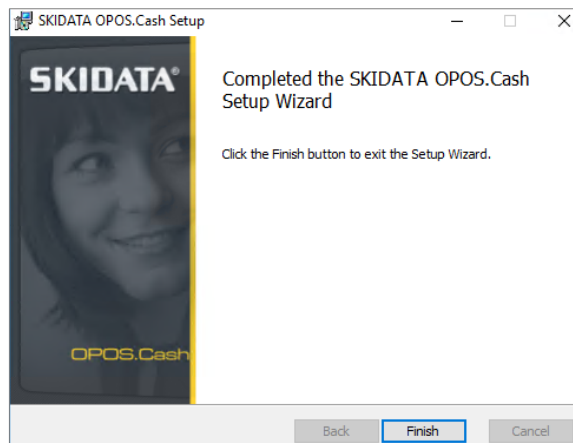 SKIDATA OPOS.Cash Setup
SKIDATA®
Completed the SKIDATA OPOS.Cash
Setup Wizard
Click the Finish button to exit the Setup Wizard.
OPOS.Cash
Back Finish Cancel